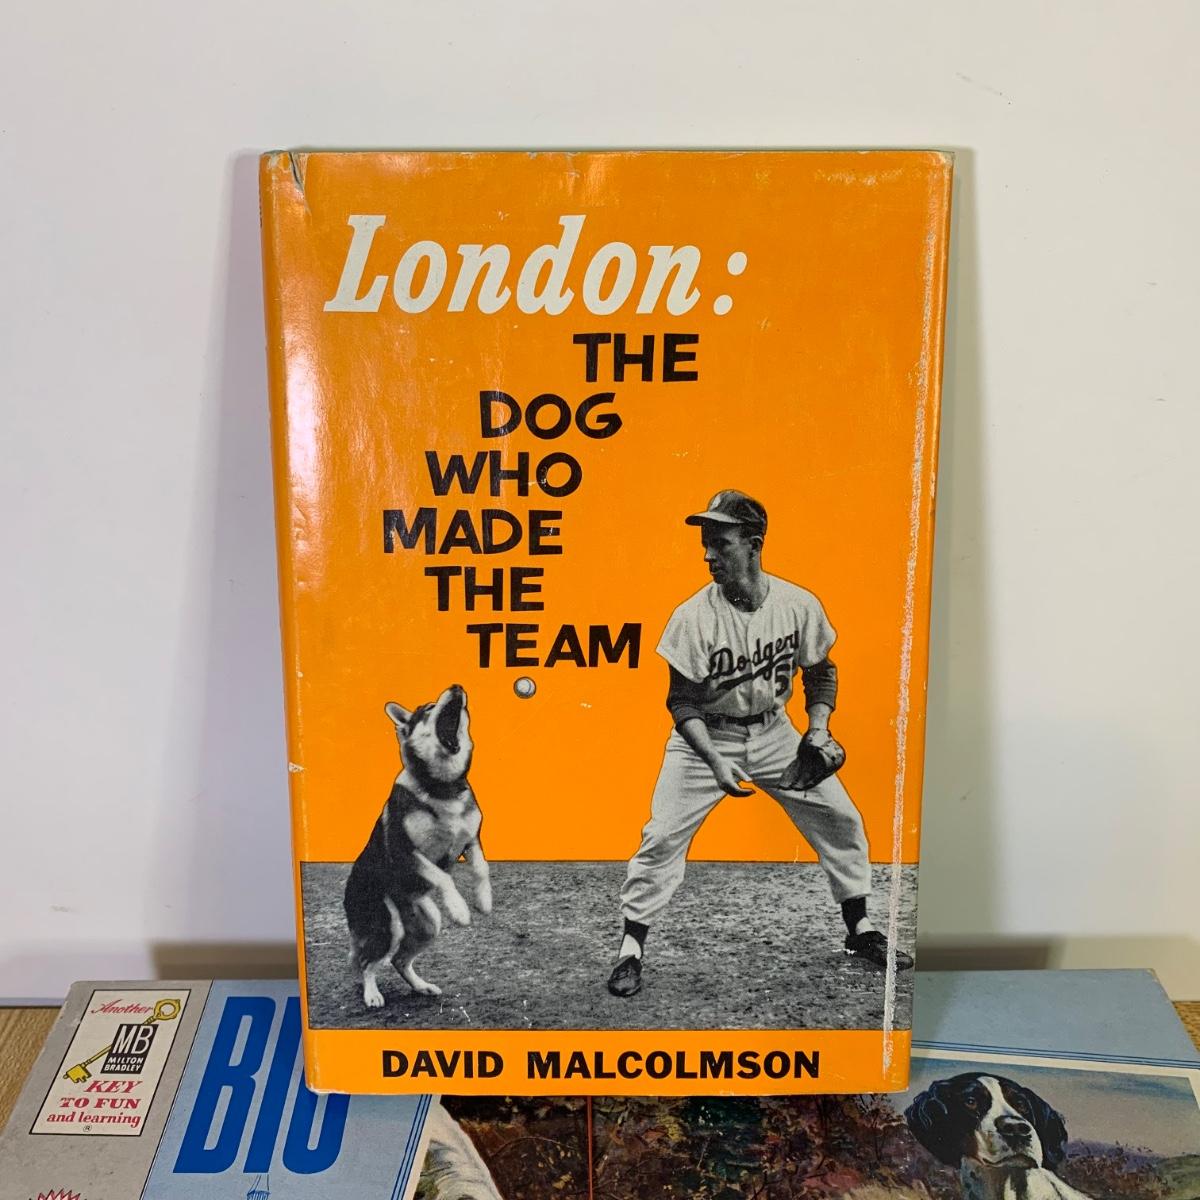 London:
THE
DOG
WHO
MADE
THE
TEAM
Dodgers
5
DAVID MALCOLMSON
Another
MB
MILTON
BRADLEY
KEY
TO FUN
and learning
®
BIG